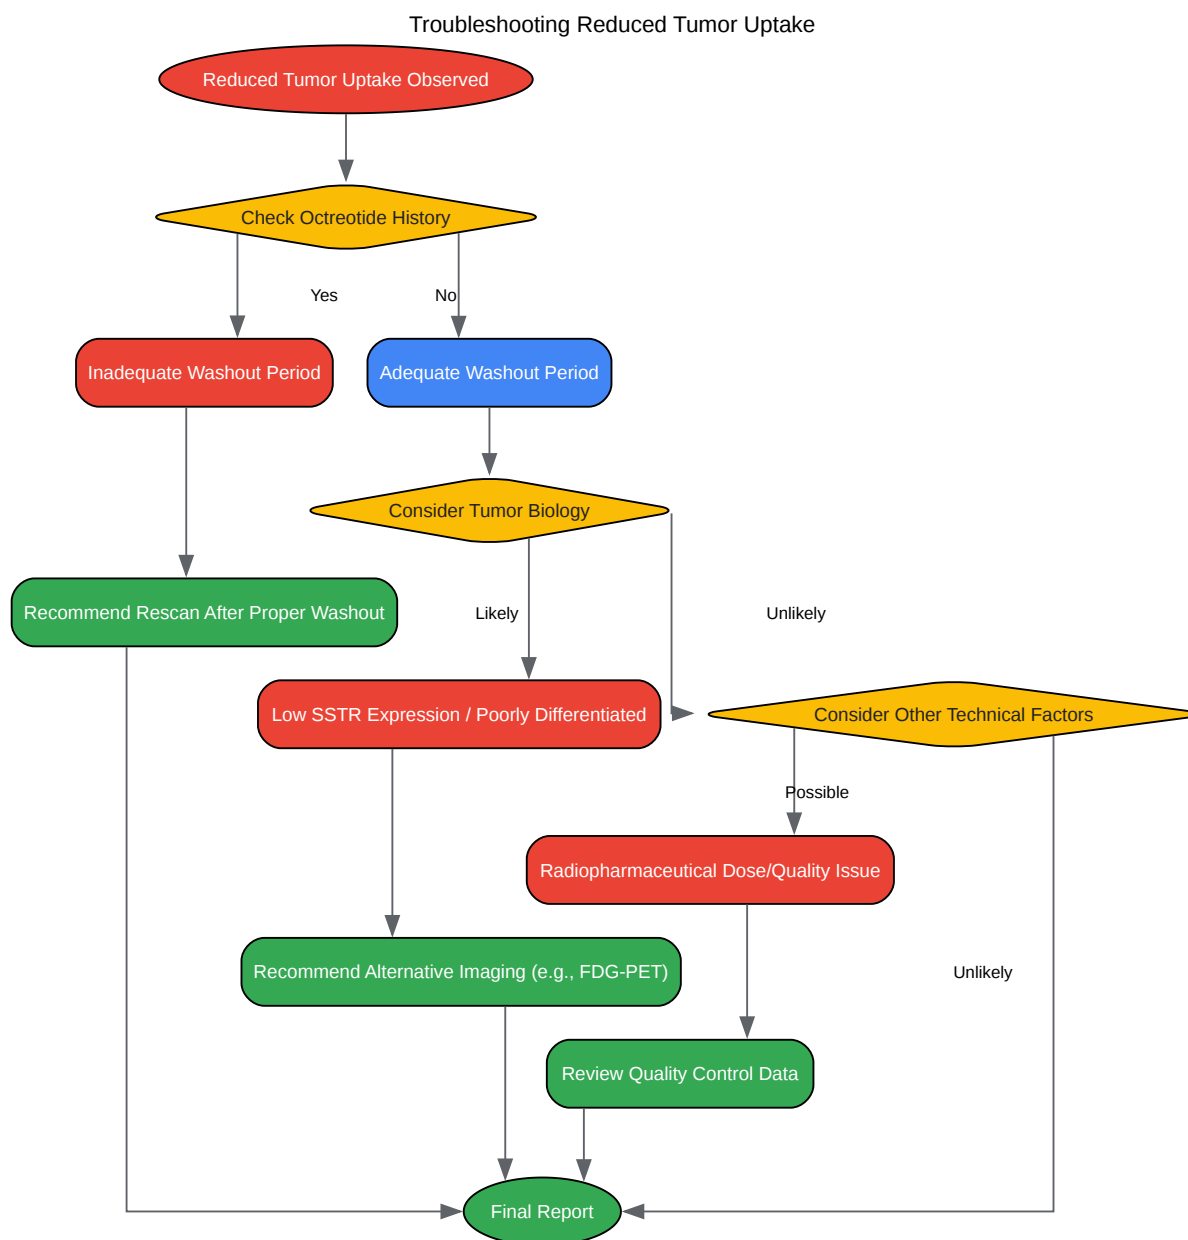 Troubleshooting Reduced Tumor Uptake
Reduced Tumor Uptake Observed
Check Octreotide History
Yes
No
Inadequate Washout Period
Adequate Washout Period
Consider Tumor Biology
Recommend Rescan After Proper Washout
Likely
Unlikely
Low SSTR Expression / Poorly Differentiated
Consider Other Technical Factors
Possible
Radiopharmaceutical Dose/Quality Issue
Recommend Alternative Imaging (e.g., FDG-PET)
Unlikely
Review Quality Control Data
Final Report